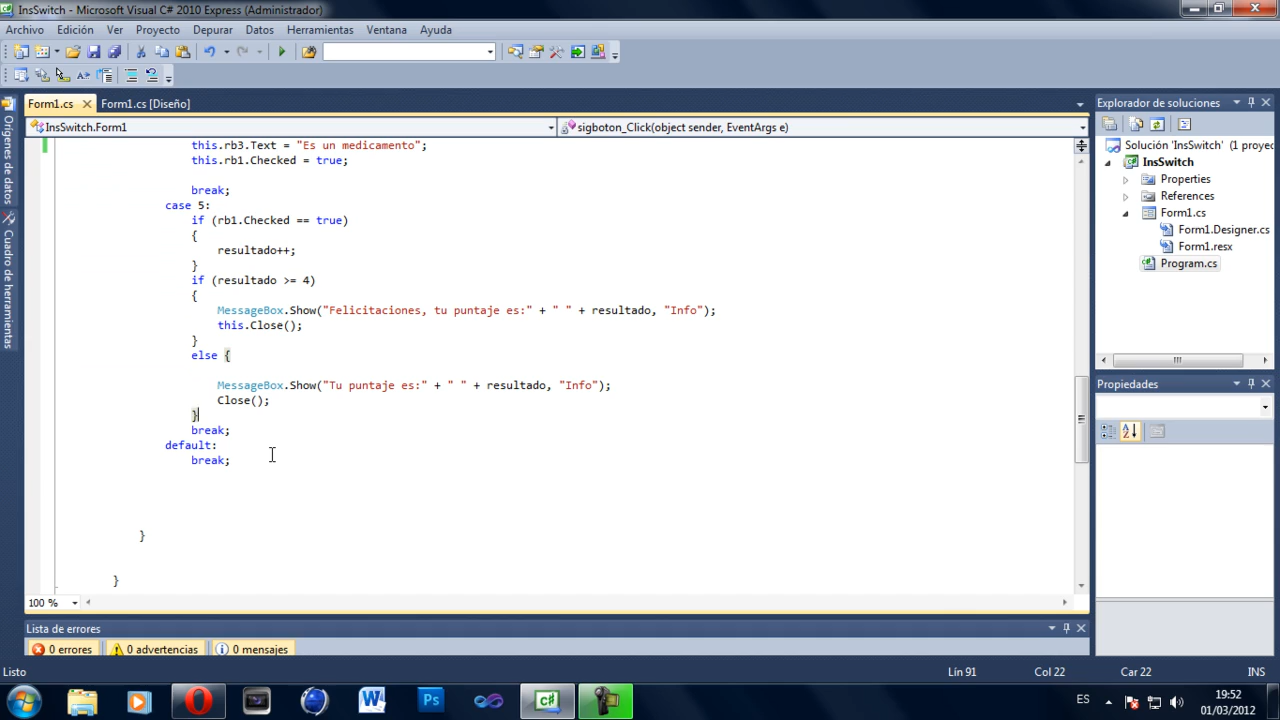 InsSwitch - Microsoft Visual C# 2010 Express (Administrador)
Archivo Edición Ver Proyecto Depurar Datos Herramientas Ventana Ayuda
Form1.cs Form1.cs [Diseño]
InsSwitch.Form1 sigboton_Click(object sender, EventArgs e)
this.rb3.Text = "Es un medicamento";
this.rb1.Checked = true;
break;
case 5:
if (rb1.Checked == true)
{
resultado++;
}
if (resultado >= 4)
{
MessageBox.Show("Felicitaciones, tu puntaje es:" + " " + resultado, "Info");
this.Close();
}
else {
MessageBox.Show("Tu puntaje es:" + " " + resultado, "Info");
Close();
}
break;
default:
break;
}
}
100 %
Orígenes de datos
Cuadro de herramientas
Explorador de soluciones
Solución 'InsSwitch' (1 proyec
InsSwitch
Properties
References
Form1.cs
Form1.Designer.cs
Form1.resx
Program.cs
Propiedades
Lista de errores
0 errores 0 advertencias 0 mensajes
Listo Lín 91 Col 22 Car 22 INS
W Ps C# ES 19:52
01/03/2012